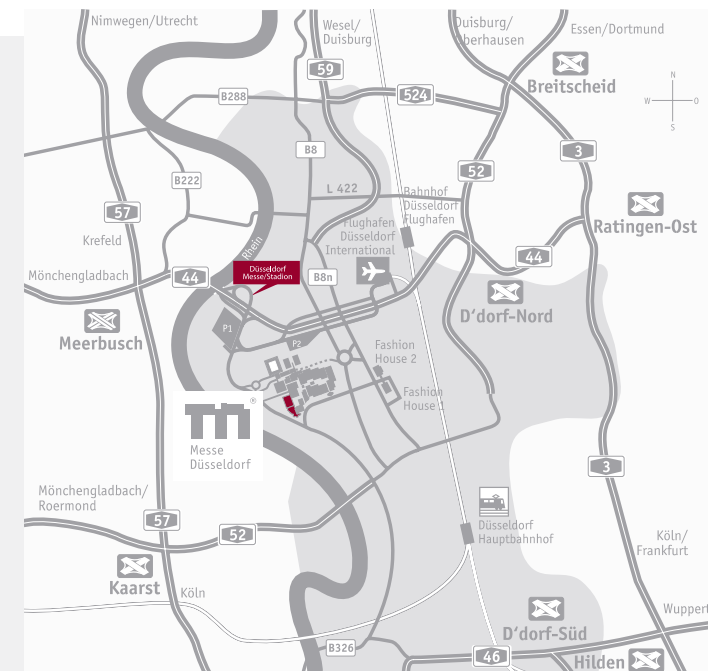 Nimwegen/Utrecht
Wesel/
Duisburg
Duisburg/
Oberhausen
Essen/Dortmund
Breitscheid
N
W
O
S
59
524
B288
B8
3
52
B222
L 422
Bahnhof
Düsseldorf
Flughafen
57
Krefeld
Ratingen-Ost
Flughafen
Düsseldorf
International
Rhein
44
Mönchengladbach
44
Düsseldorf
Messe/Stadion
B8n
D'dorf-Nord
Meerbusch
P1
P2
Fashion
House 2
Fashion
House 1
®
Messe
Düsseldorf
3
Mönchengladbach/
Roermond
57
52
Düsseldorf
Hauptbahnhof
Köln/
Frankfurt
Kaarst
Köln
Wuppert
D'dorf-Süd
B326
46
Hilden